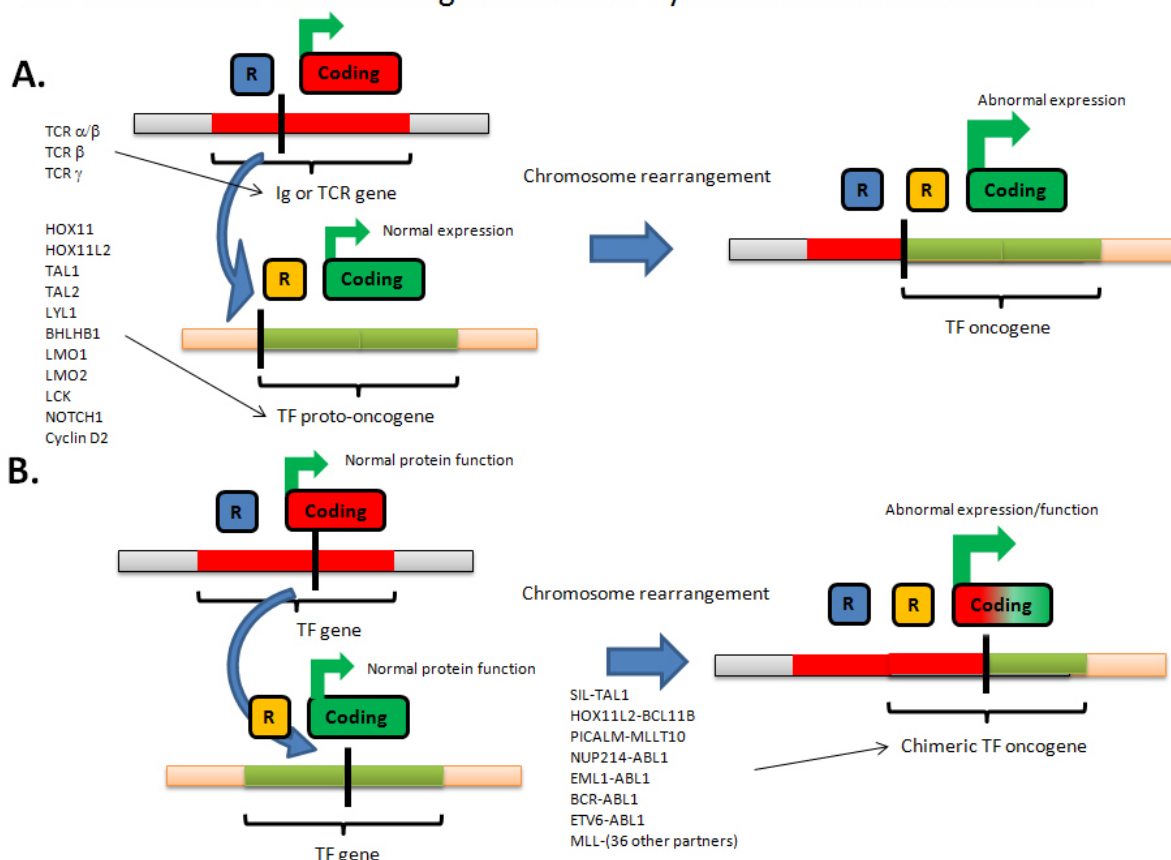 A.
R
Coding
TCR α/β
TCR β
TCR γ
Ig or TCR gene
HOX11
HOX11L2
TAL1
TAL2
LYL1
BHLHB1
LMO1
LMO2
LCK
NOTCH1
Cyclin D2
Normal expression
R
Coding
TF proto-oncogene
Chromosome rearrangement
Abnormal expression
R
R
Coding
TF oncogene
B.
Normal protein function
R
Coding
TF gene
Normal protein function
R
Coding
TF gene
Chromosome rearrangement
SIL-TAL1
HOX11L2-BCL11B
PICALM-MLLT10
NUP214-ABL1
EML1-ABL1
BCR-ABL1
ETV6-ABL1
MLL-(36 other partners)
Abnormal expression/function
R
R
Coding
Chimeric TF oncogene